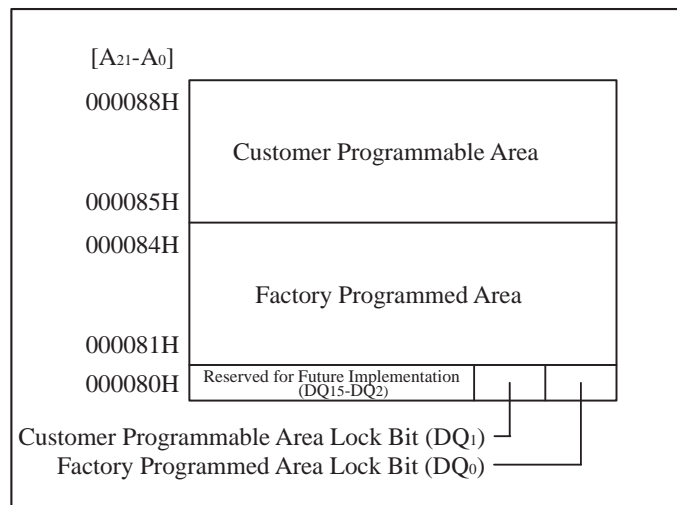 [A21-A0]
000088H
Customer Programmable Area
000085H
000084H
Factory Programmed Area
000081H
000080H
Reserved for Future Implementation
(DQ15-DQ2)
Customer Programmable Area Lock Bit (DQ1)
Factory Programmed Area Lock Bit (DQ0)